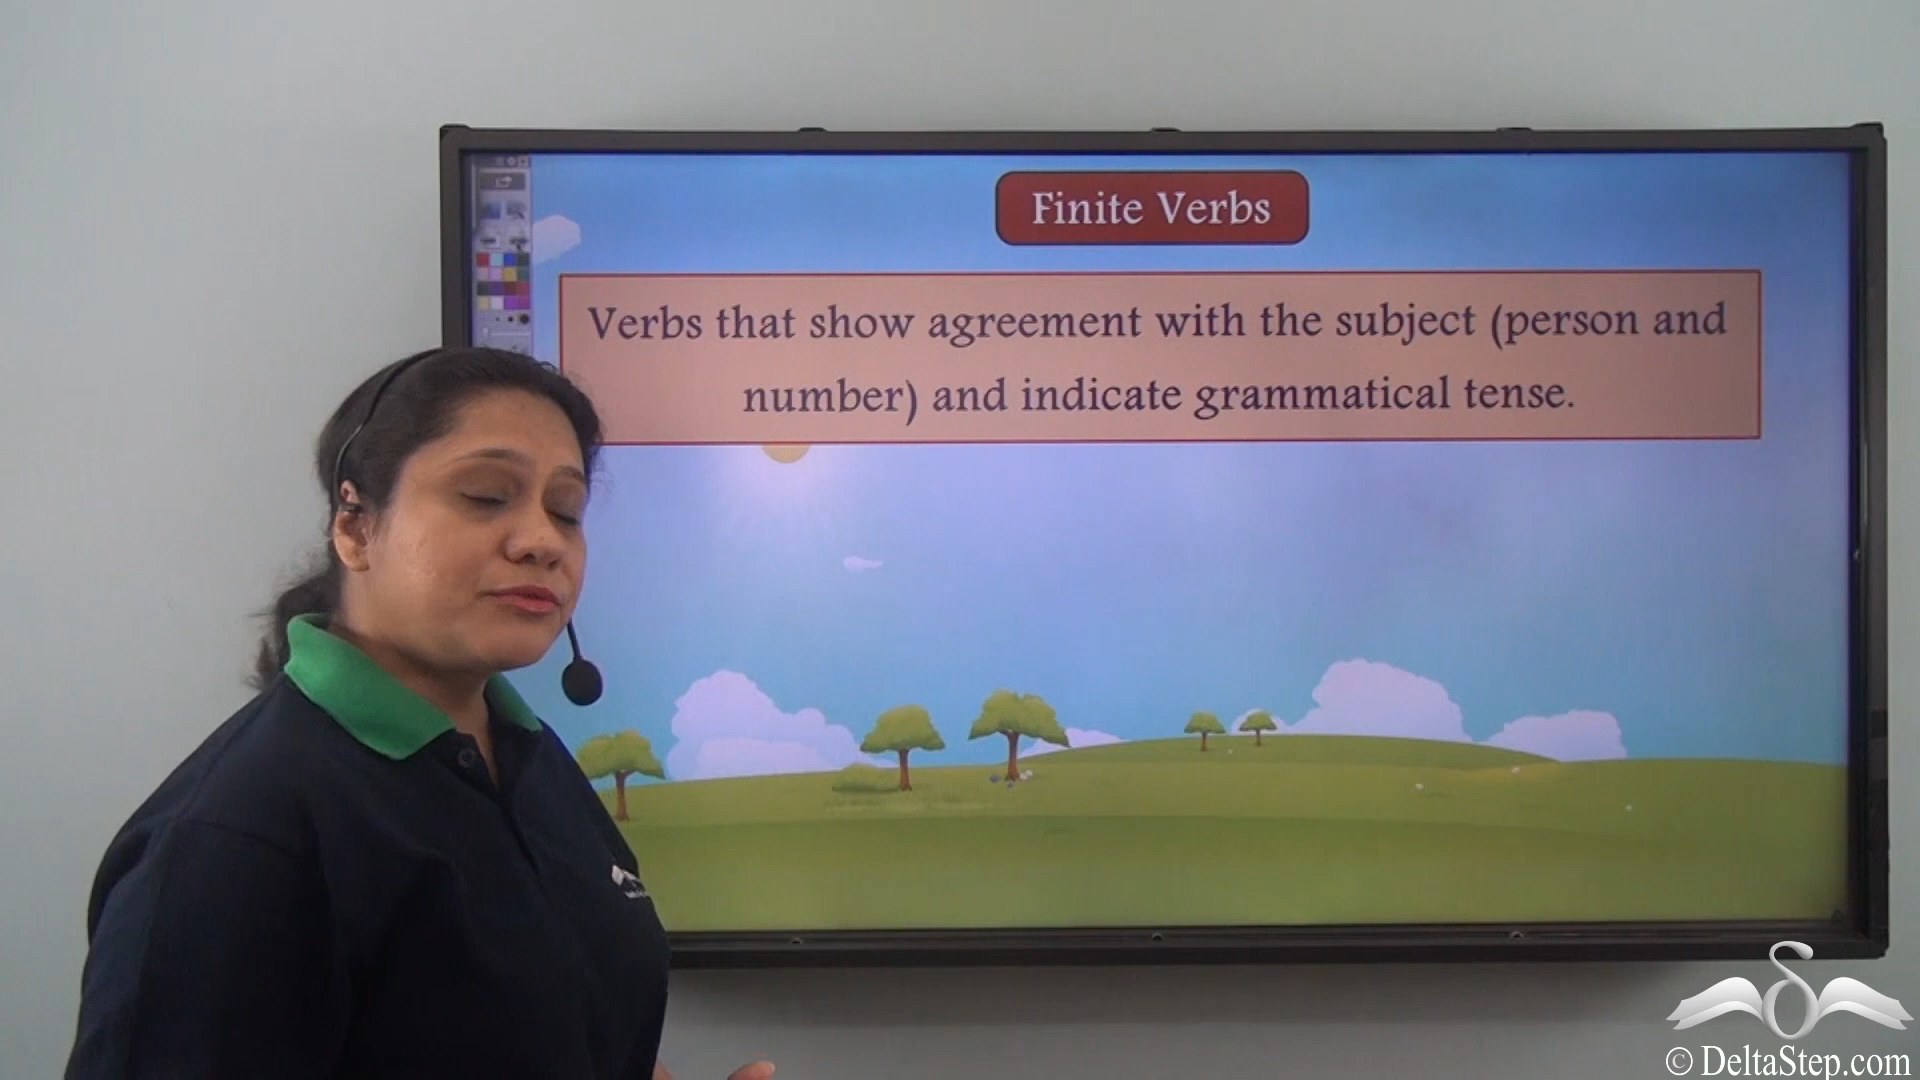 Finite Verbs
Verbs that show agreement with the subject (person and
number) and indicate grammatical tense.
© DeltaStep.com